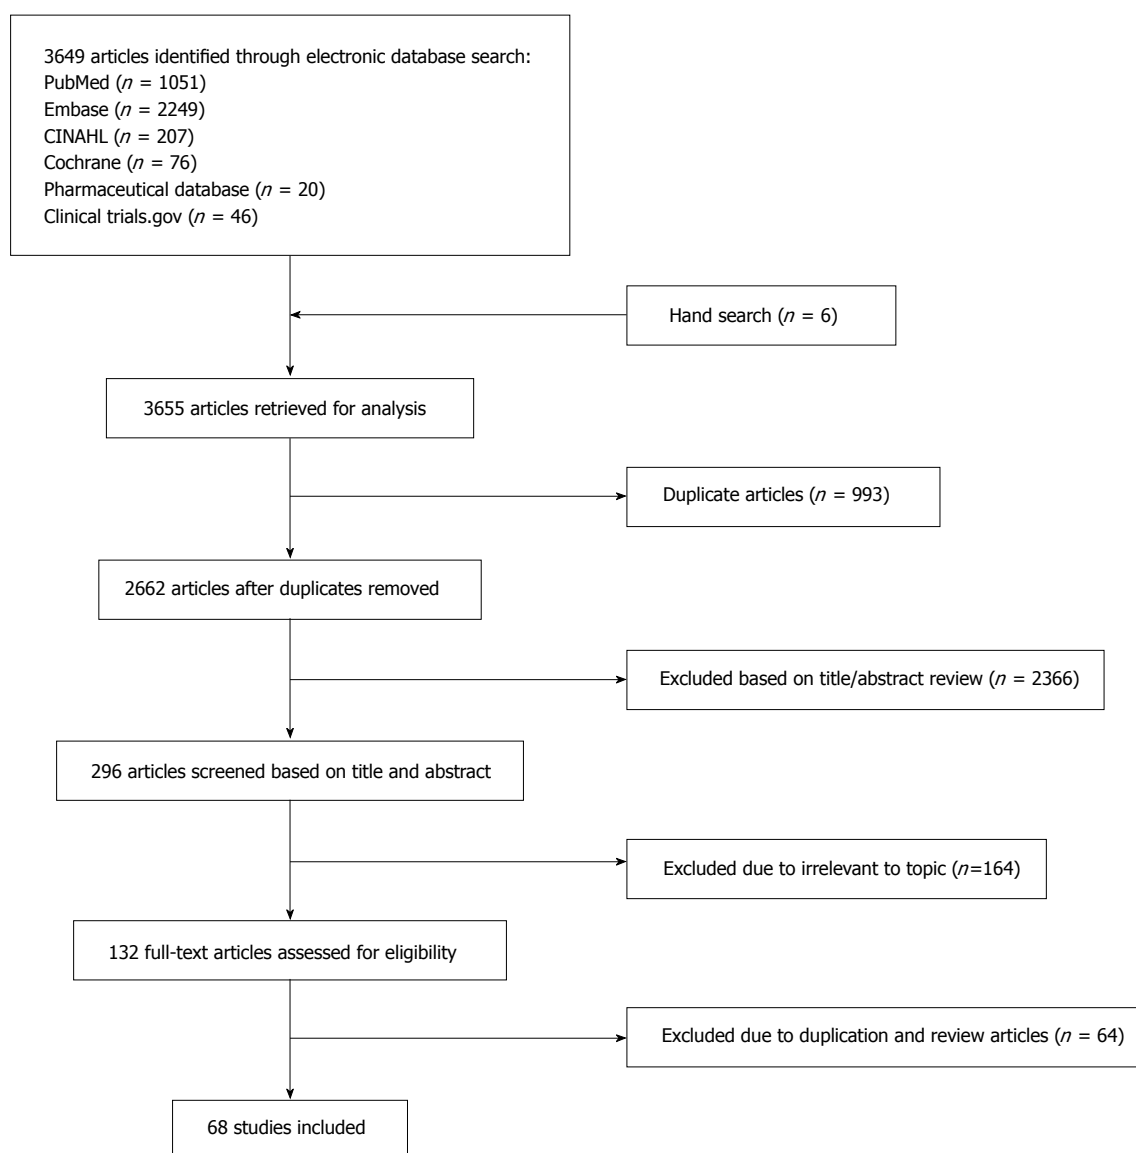 3649 articles identified through electronic database search:
PubMed (n = 1051)
Embase (n = 2249)
CINAHL (n = 207)
Cochrane (n = 76)
Pharmaceutical database (n = 20)
Clinical trials.gov (n = 46)
Hand search (n = 6)
3655 articles retrieved for analysis
Duplicate articles (n = 993)
2662 articles after duplicates removed
Excluded based on title/abstract review (n = 2366)
296 articles screened based on title and abstract
Excluded due to irrelevant to topic (n=164)
132 full-text articles assessed for eligibility
Excluded due to duplication and review articles (n = 64)
68 studies included